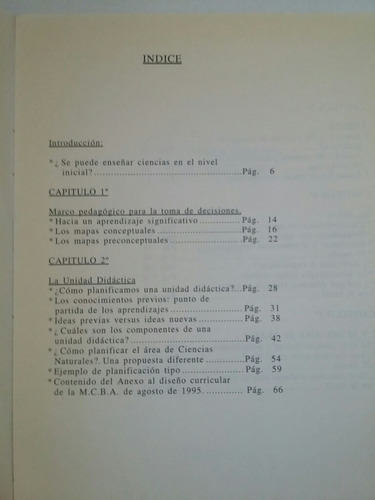 INDICE
Introducción:
*¿ Se puede enseñar ciencias en el nivel
inicial?......................................................Pág. 6
CAPITULO 1º
Marco pedagógico para la toma de decisiones.
* Hacia un aprendizaje significativo...............Pág. 14
* Los mapas conceptuales..............................Pág. 16
* Los mapas preconceptuales.........................Pág. 22
CAPITULO 2º
La Unidad Didáctica
*¿Cómo planificamos una unidad didáctica?..Pág. 28
* Los conocimientos previos: punto de
partida de los aprendizajes..........................Pág. 31
* Ideas previas versus ideas nuevas................Pág. 38
* ¿ Cuáles son los componentes de una
unidad didáctica?........................................Pág. 42
* ¿ Cómo planificar el área de Ciencias
Naturales?. Una propuesta diferente............Pág. 54
* Ejemplo de planificación tipo.....................Pág. 59
* Contenido del Anexo al diseño curricular
de la M.C.B.A. de agosto de 1995..............Pág. 66